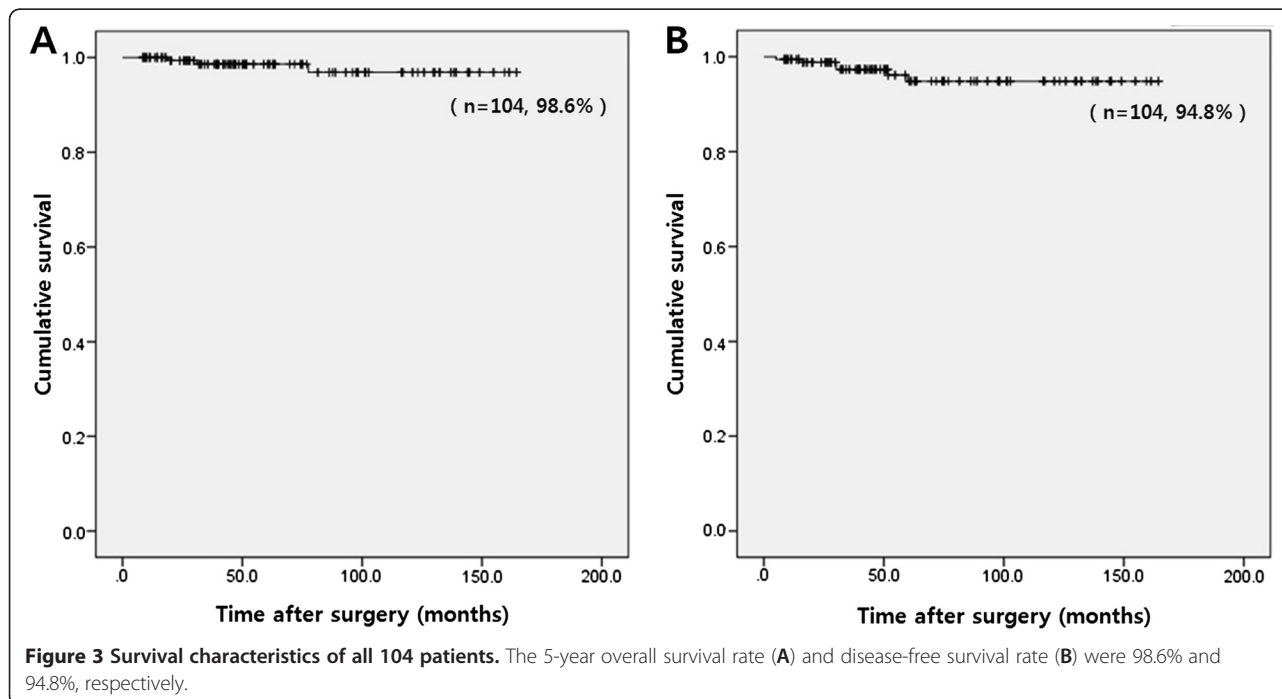 A
1.0
0.8
0.6
0.4
0.2
0.0
Cumulative survival
( n=104, 98.6% )
.0 50.0 100.0 150.0 200.0
Time after surgery (months)
B
1.0
0.8
0.6
0.4
0.2
0.0
Cumulative survival
( n=104, 94.8% )
.0 50.0 100.0 150.0 200.0
Time after surgery (months)
Figure 3 Survival characteristics of all 104 patients. The 5-year overall survival rate (A) and disease-free survival rate (B) were 98.6% and
94.8%, respectively.